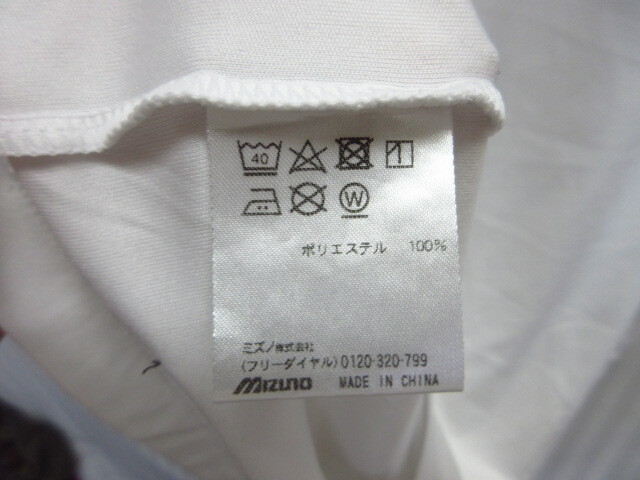 40
W
ポリエステル 100%
ミズノ株式会社
(フリーダイヤル)0120-320-799
MIZUNO MADE IN CHINA